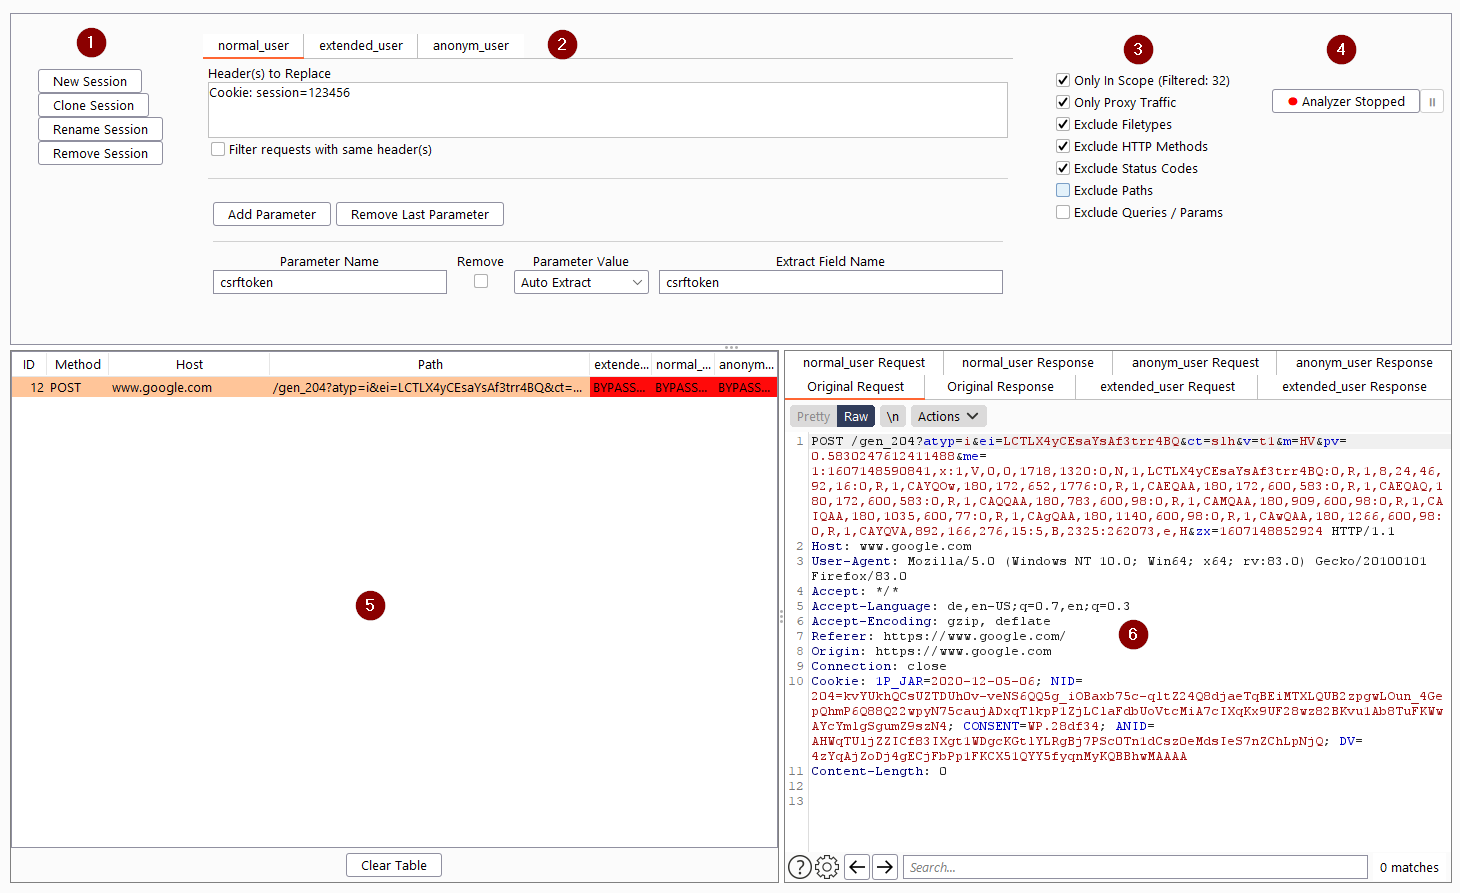 1
New Session
Clone Session
Rename Session
Remove Session
normal_user extended_user anonym_user 2
Header(s) to Replace
Cookie: session=123456
Filter requests with same header(s)
Add Parameter Remove Last Parameter
Parameter Name Remove Parameter Value Extract Field Name
csrftoken Auto Extract csrftoken
3
Only In Scope (Filtered: 32)
Only Proxy Traffic
Exclude Filetypes
Exclude HTTP Methods
Exclude Status Codes
Exclude Paths
Exclude Queries / Params
4
Analyzer Stopped
ID Method Host Path extende... normal_... anonym...
12 POST www.google.com /gen_204?atyp=i&ei=LCTLX4yCEsaYsAf3trr4BQ&ct=... BYPASS... BYPASS... BYPASS...
5
Clear Table
normal_user Request normal_user Response anonym_user Request anonym_user Response
Original Request Original Response extended_user Request extended_user Response
Pretty Raw \n Actions
1 POST /gen_204?atyp=i&ei=LCTLX4yCEsaYsAf3trr4BQ&ct=slh&v=t1&m=HV&pv=
0.5830247612411488&me=
1:1607148590841,x:1,V,0,0,1718,1320:0,N,1,LCTLX4yCEsaYsAf3trr4BQ:0,R,1,8,24,46,
92,16:0,R,1,CAYQOw,180,172,652,1776:0,R,1,CAEQAA,180,172,600,583:0,R,1,CAEQAQ,1
80,172,600,583:0,R,1,CAQQAA,180,783,600,98:0,R,1,CAMQAA,180,909,600,98:0,R,1,CA
IQAA,180,1035,600,77:0,R,1,CAgQAA,180,1140,600,98:0,R,1,CAwQAA,180,1266,600,98:
0,R,1,CAYQVA,892,166,276,15:5,B,2325:262073,e,H&zx=1607148852924 HTTP/1.1
2 Host: www.google.com
3 User-Agent: Mozilla/5.0 (Windows NT 10.0; Win64; x64; rv:83.0) Gecko/20100101
Firefox/83.0
4 Accept: */*
5 Accept-Language: de,en-US;q=0.7,en;q=0.3
6 Accept-Encoding: gzip, deflate
7 Referer: https://www.google.com/
8 Origin: https://www.google.com
9 Connection: close
10 Cookie: 1P_JAR=2020-12-05-06; NID=
204=kvYUkhQCsUZTDUh0v-veNS6QQ5g_iOBaxb75c-qltZ24Q8djaeTqBEiMTXLQUB2zpgwLOun_4Ge
pQhmP6Q88Q22wpyN75caujADxqTlkpP1ZjLClaFdbUoVtcMiA7cIXqKx9UF28wz82BKvu1Ab8TuFKWw
AYcYmlgSgumZ9szN4; CONSENT=WP.28df34; ANID=
AHWqTUljZZICf83IXgt1WDgcKGtlYLRgBj7PSc0Tn1dCsz0eMdsIeS7nZChLpNjQ; DV=
4zYqAjZoDj4gECjFbPp1FKCX51QYY5fyqnMyKQBBhwMAAAA
11 Content-Length: 0
12
13
6
? Search... 0 matches